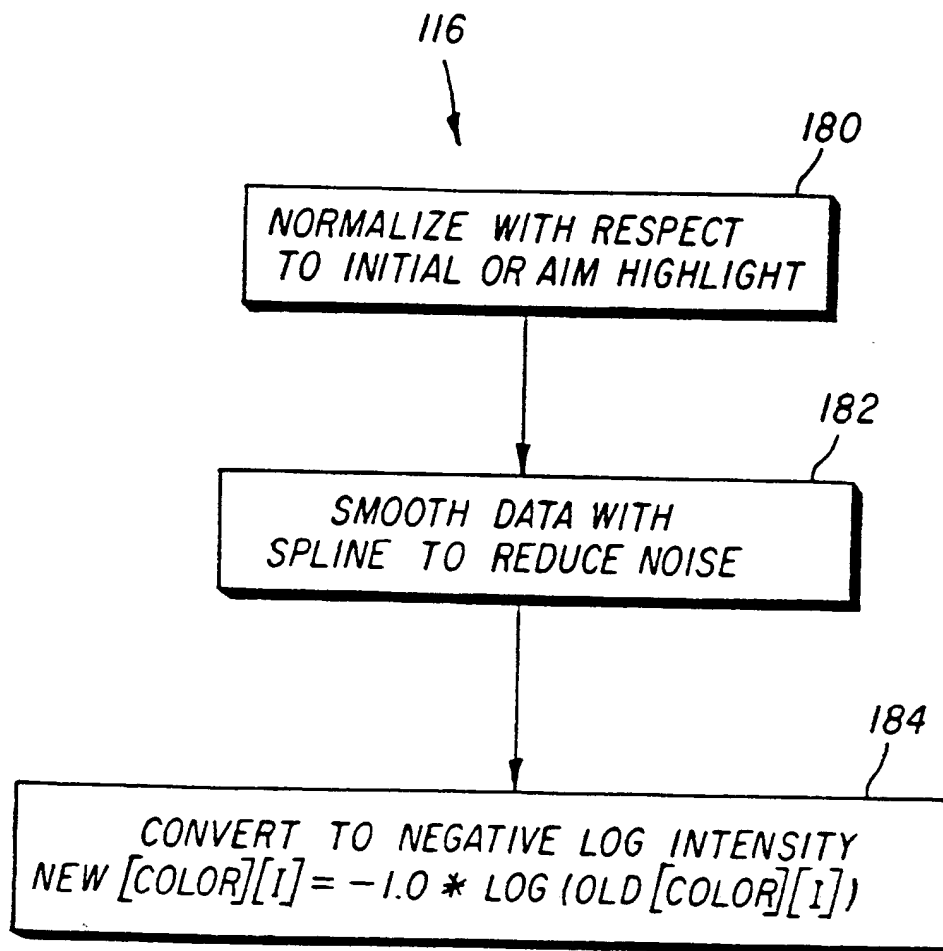 116
180
NORMALIZE WITH RESPECT
TO INITIAL OR AIM HIGHLIGHT
182
SMOOTH DATA WITH
SPLINE TO REDUCE NOISE
184
CONVERT TO NEGATIVE LOG INTENSITY
NEW [COLOR][I] = -1.0 * LOG (OLD [COLOR][I])